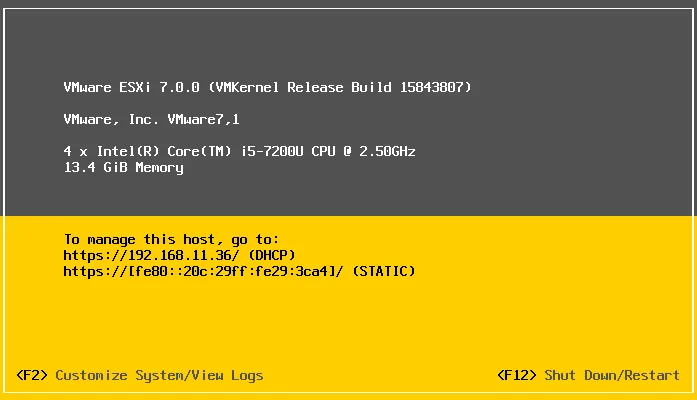 VMware ESXi 7.0.0 (VMKernel Release Build 15843807)
VMware, Inc. VMware7,1
4 x Intel(R) Core(TM) i5-7200U CPU @ 2.50GHz
13.4 GiB Memory
To manage this host, go to:
https://192.168.11.36/ (DHCP)
https://[fe80::20c:29ff:fe29:3ca4]/ (STATIC)
<F2> Customize System/View Logs
<F12> Shut Down/Restart